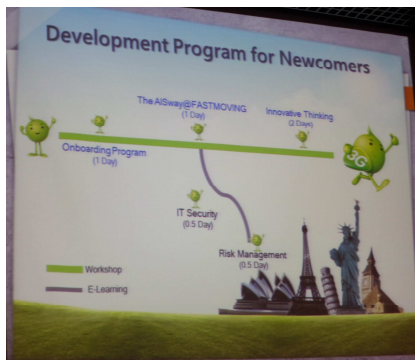 Development Program for Newcomers
The AISway@FASTMOVING
(1 Day)
Innovative Thinking
(2 Days)
Onboarding Program
(1 Day)
3G
IT Security
(0.5 Day)
Risk Management
(0.5 Day)
Workshop
E-Learning